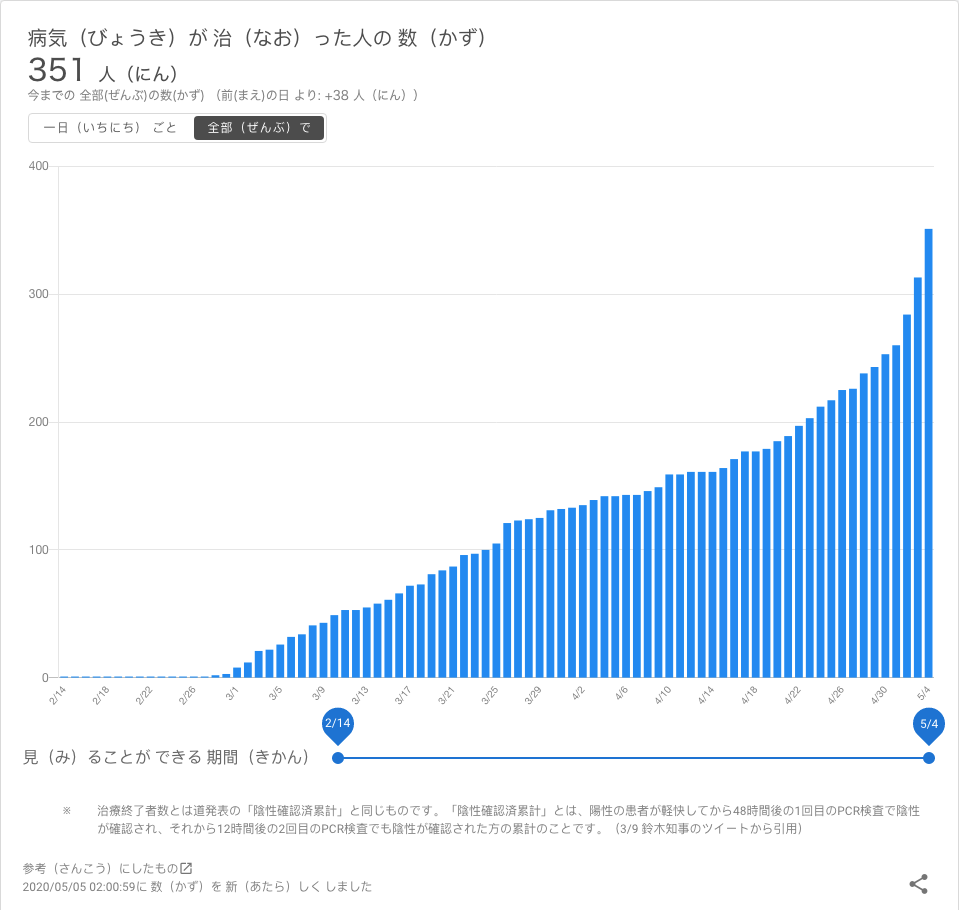 病気（びょうき）が 治（なお）った人の 数（かず）
351 人（にん）
今までの 全部(ぜんぶ)の数(かず) （前(まえ)の日 より: +38 人（にん））
一日（いちにち） ごと 全部（ぜんぶ）で
400
300
200
100
0
2/14 2/18 2/22 2/26 3/1 3/5 3/9 3/13 3/17 3/21 3/25 3/29 4/2 4/6 4/10 4/14 4/18 4/22 4/26 4/30 5/4
2/14 5/4
見（み）ることが できる 期間（きかん）
※ 治療終了者数とは道発表の「陰性確認済累計」と同じものです。「陰性確認済累計」とは、陽性の患者が軽快してから48時間後の1回目のPCR検査で陰性
が確認され、それから12時間後の2回目のPCR検査でも陰性が確認された方の累計のことです。（3/9 鈴木知事のツイートから引用）
参考（さんこう）にしたもの
2020/05/05 02:00:59に 数（かず）を 新（あたら）しく しました